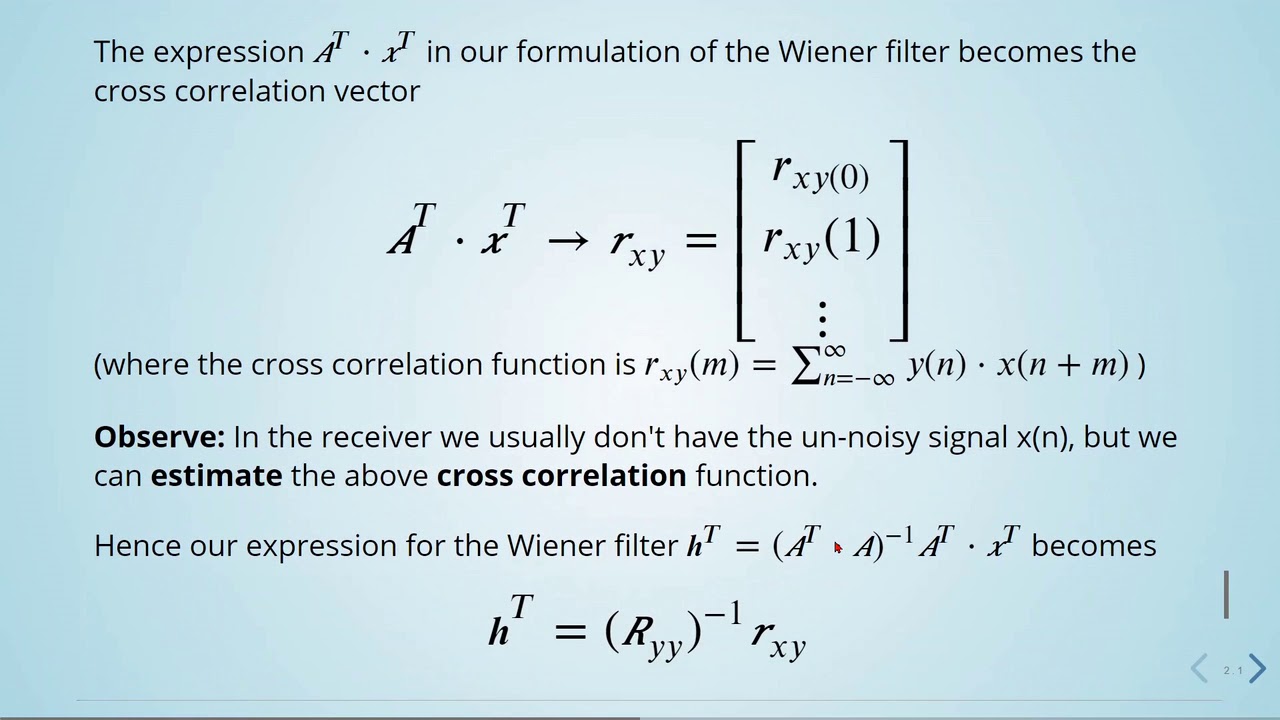 The expression $A^T \cdot x^T$ in our formulation of the Wiener filter becomes the
cross correlation vector
$A^T \cdot x^T \rightarrow r_{xy} = \begin{bmatrix} r_{xy(0)} \\ r_{xy}(1) \\ \vdots \end{bmatrix}$
(where the cross correlation function is $r_{xy}(m) = \sum_{n=-\infty}^{\infty} y(n) \cdot x(n+m)$ )
Observe: In the receiver we usually don't have the un-noisy signal x(n), but we
can estimate the above cross correlation function.
Hence our expression for the Wiener filter $h^T = (A^T \cdot A)^{-1} A^T \cdot x^T$ becomes
$h^T = (R_{yy})^{-1} r_{xy}$
2.1